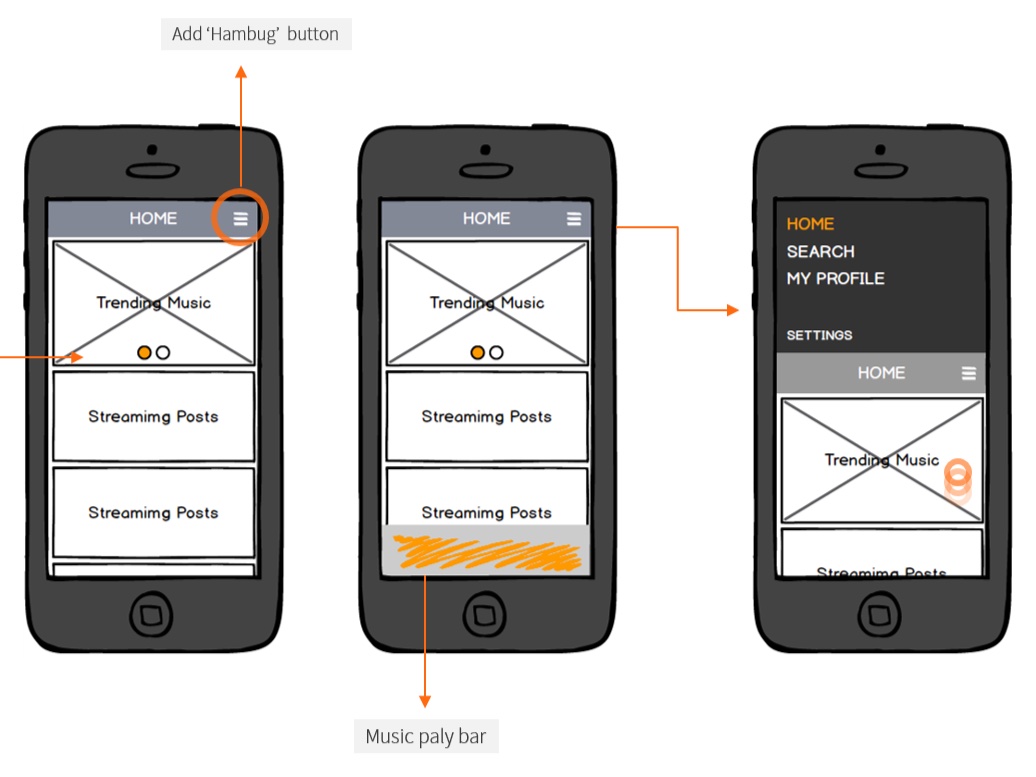 Add ‘Hambug’ button
HOME
Trending Music
Streamimg Posts
Streamimg Posts
HOME
Trending Music
Streamimg Posts
Streamimg Posts
Music paly bar
HOME
SEARCH
MY PROFILE
SETTINGS
HOME
Trending Music
Streamimg Posts